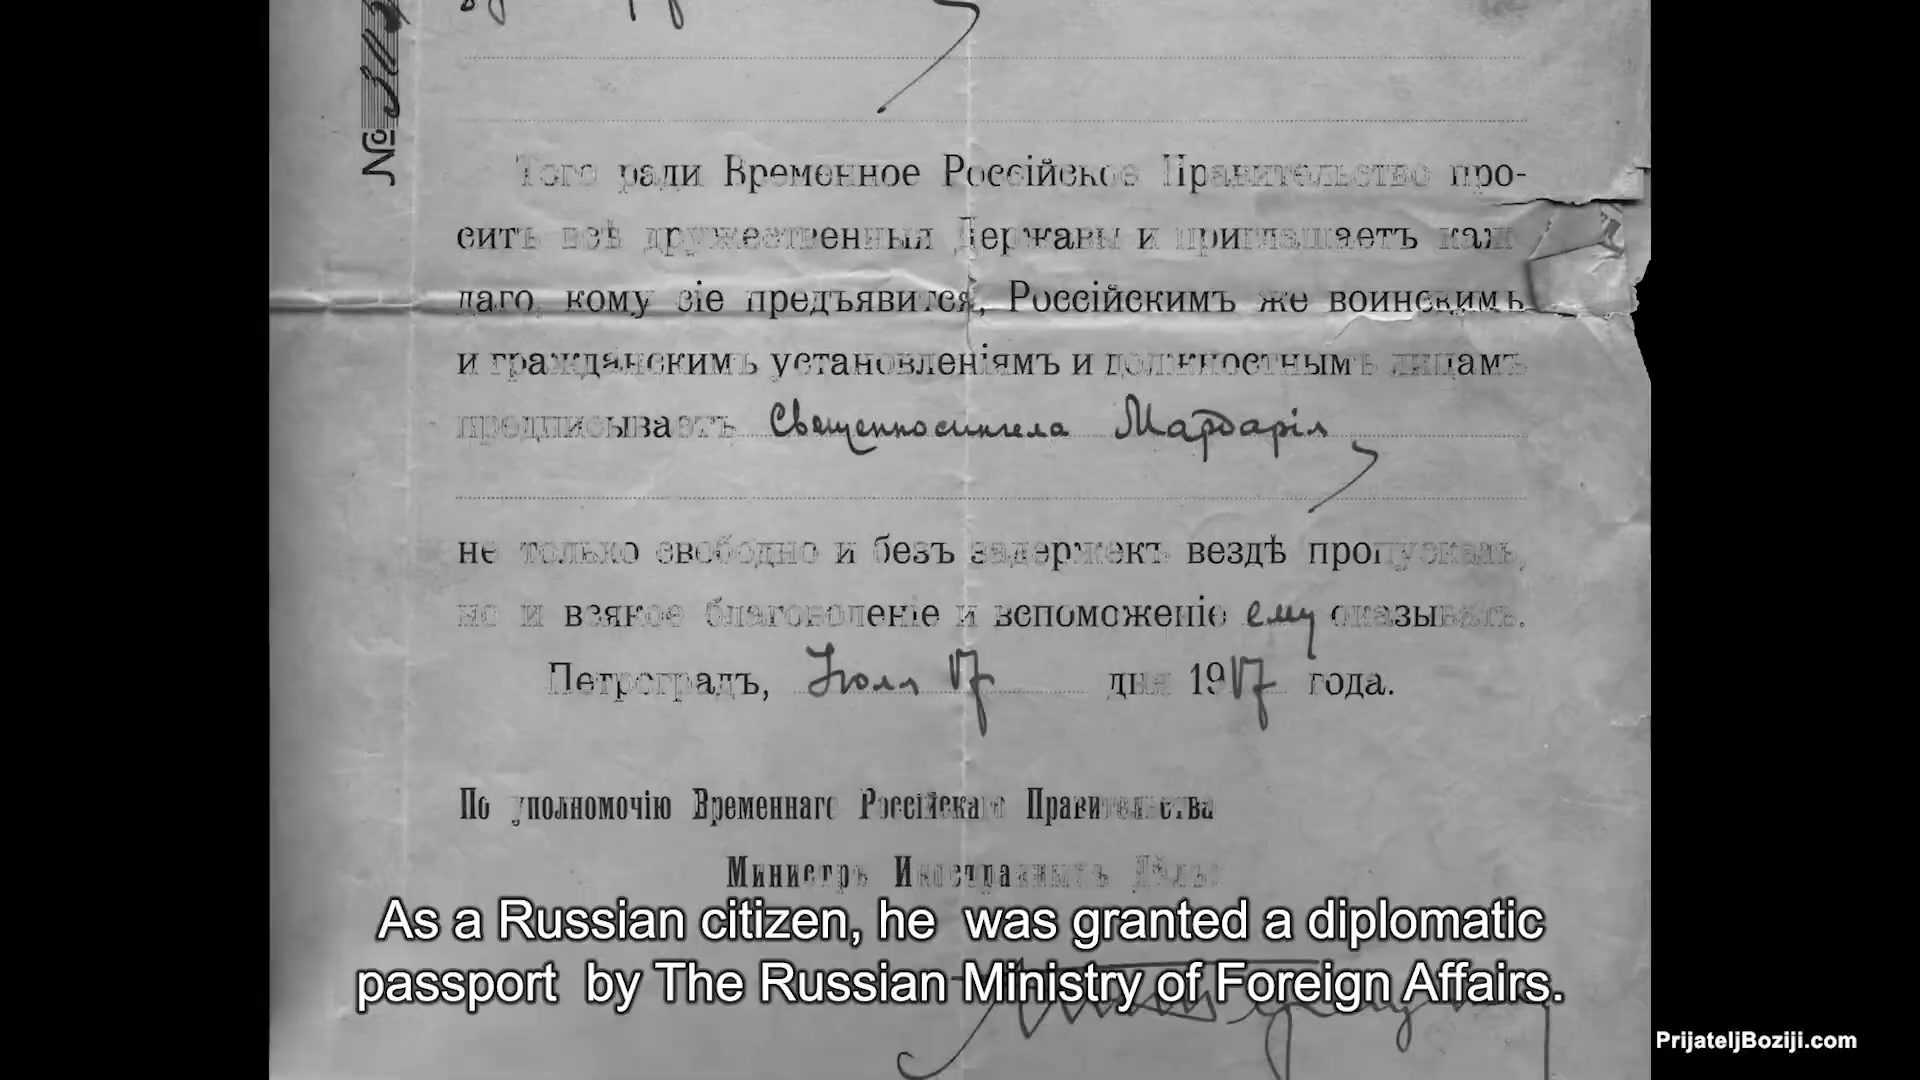 №
Того ради Временное Россійское Правительство про-
ситъ всѣ дружественныя Державы и приглашаетъ каж
даго, кому сіе предъявится, Россійскимъ же воинскимъ
и гражданскимъ установленіямъ и должностнымъ лицамъ
предписываетъ Священносингела Мардарія
не только свободно и безъ задержекъ вездѣ пропускать,
но и всякое благоволеніе и вспоможеніе ему оказывать.
Петроградъ, Іюля 17 дня 1917 года.
По уполномочію Временнаго Россійскаго Правительства
Министръ Иностранныхъ Дѣлъ
As a Russian citizen, he was granted a diplomatic
passport by The Russian Ministry of Foreign Affairs.
PrijateljBoziji.com